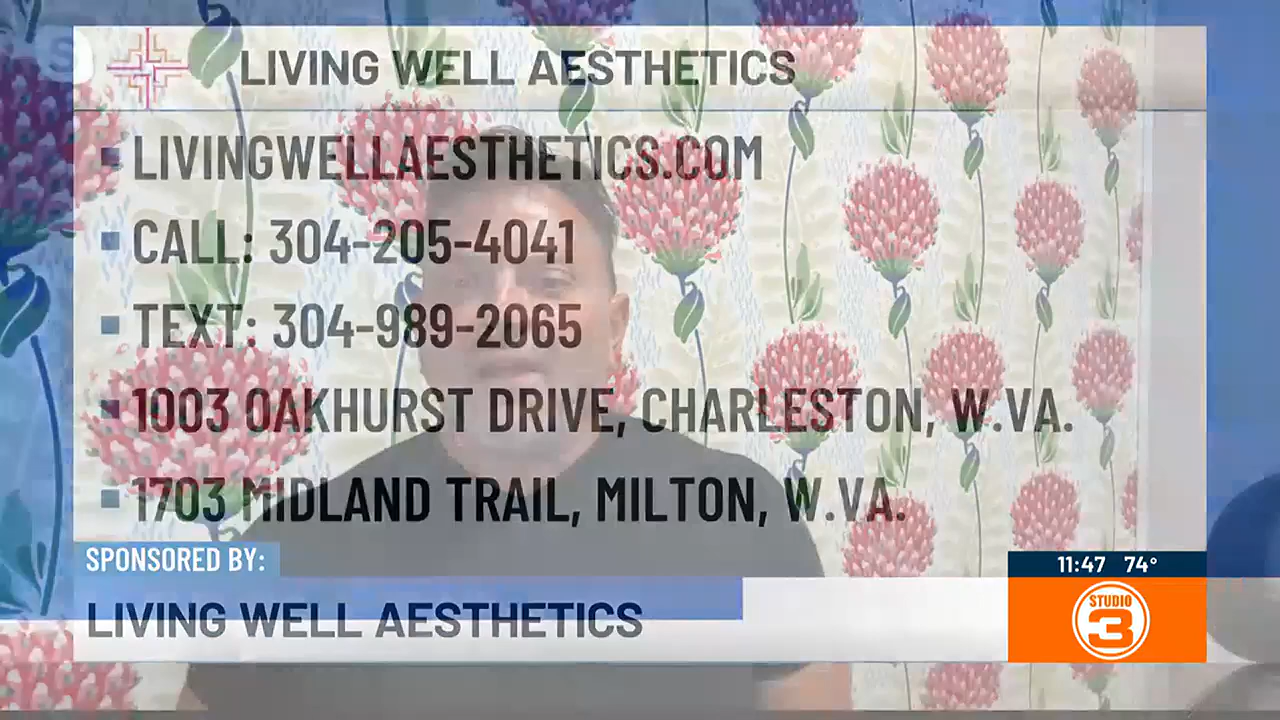 LIVING WELL AESTHETICS
LIVINGWELLAESTHETICS.COM
CALL: 304-205-4041
TEXT: 304-989-2065
1003 OAKHURST DRIVE, CHARLESTON, W.VA.
1703 MIDLAND TRAIL, MILTON, W.VA.
SPONSORED BY:
LIVING WELL AESTHETICS
11:47 74°
STUDIO
3